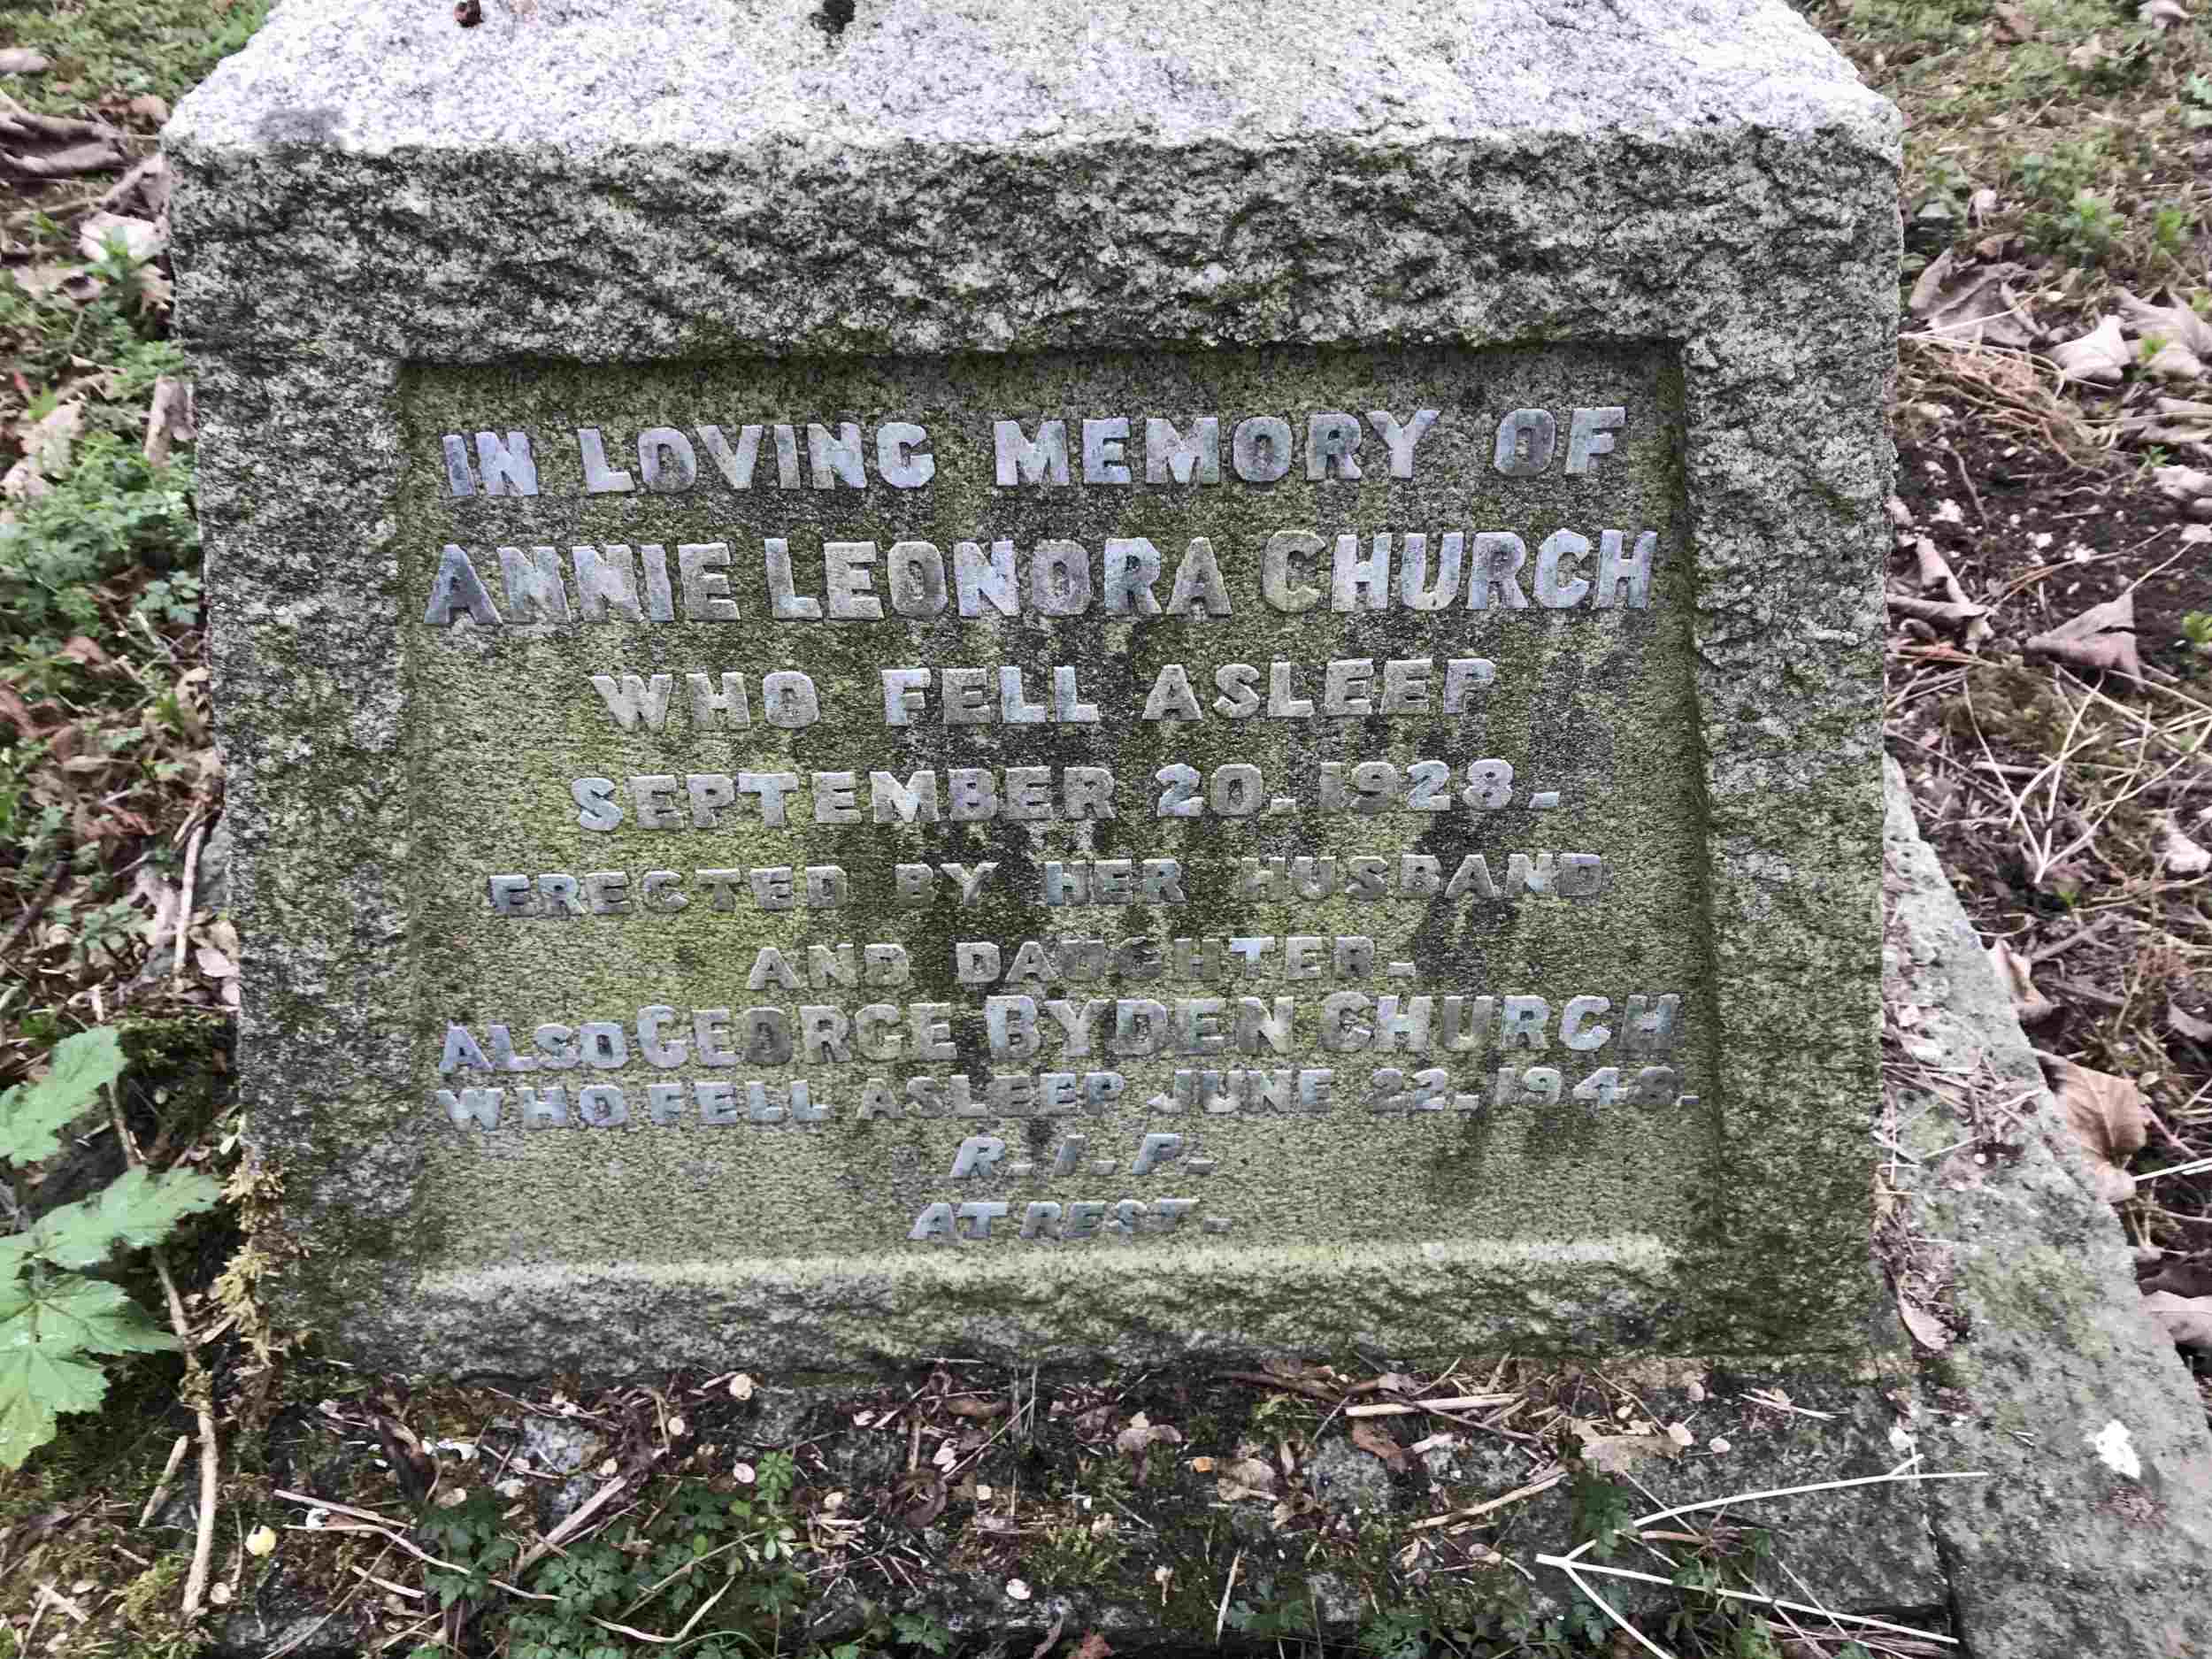 IN LOVING MEMORY OF
ANNIE LEONORA CHURCH
WHO FELL ASLEEP
SEPTEMBER 20. 1928.
ERECTED BY HER HUSBAND
AND DAUGHTER.
ALSO GEORGE BYDEN CHURCH
WHO FELL ASLEEP JUNE 22. 1948.
R.I.P.
AT REST.